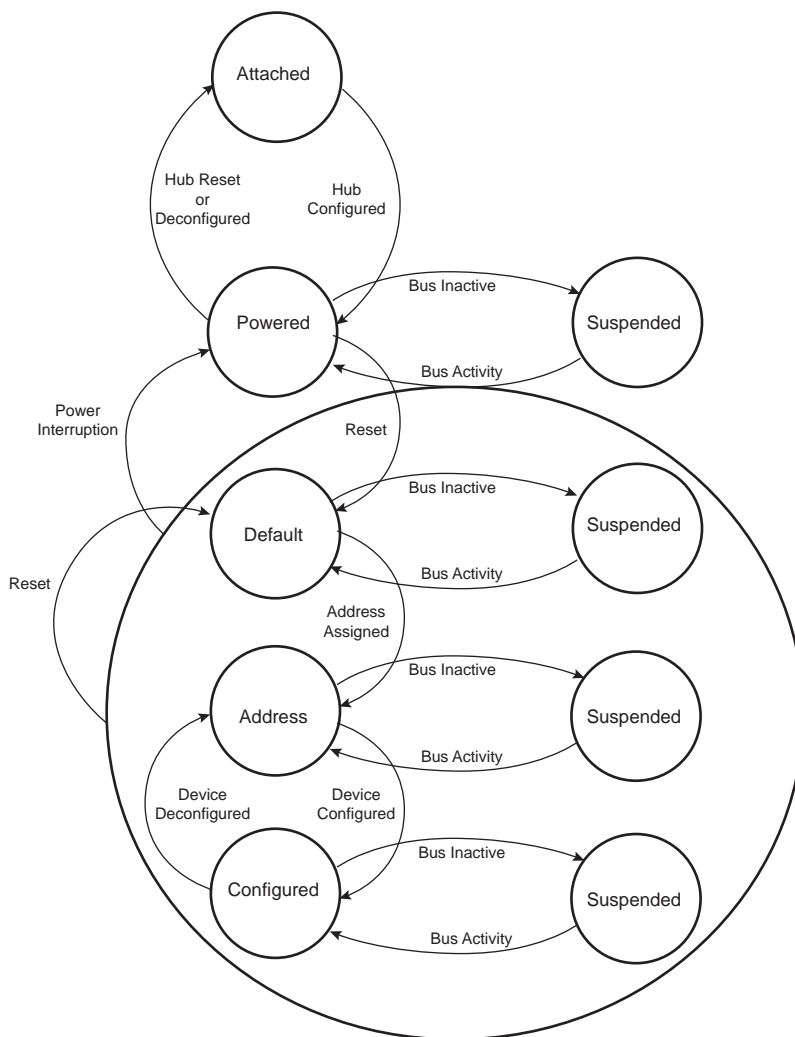 Attached
Hub Reset
or
Deconfigured
Hub
Configured
Bus Inactive
Powered
Suspended
Bus Activity
Power
Interruption
Reset
Bus Inactive
Default
Suspended
Bus Activity
Reset
Address
Assigned
Bus Inactive
Address
Suspended
Bus Activity
Device
Deconfigured
Device
Configured
Bus Inactive
Configured
Suspended
Bus Activity